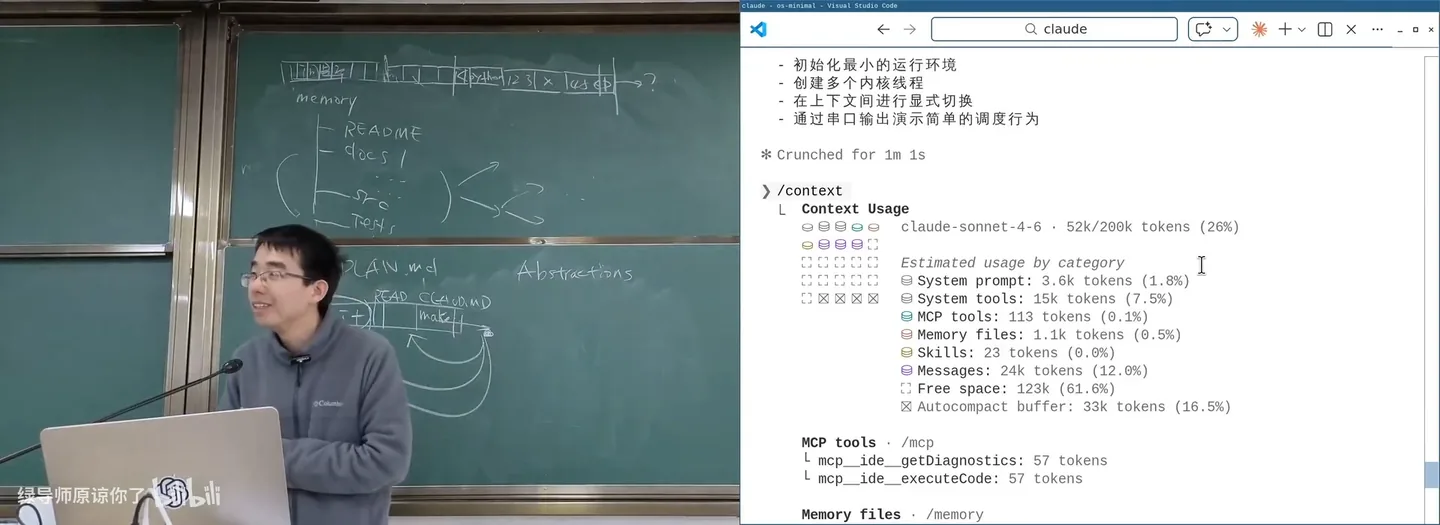 memory
README
docs /
src
Tests
PLAN.md
Abstractions
READ CLAUDE.MD
make
Columbia
绿导师原谅你了 bilibili
claude - os-minimal - Visual Studio Code
claude
- 初始化最小的运行环境
- 创建多个内核线程
- 在上下文间进行显式切换
- 通过串口输出演示简单的调度行为
✻ Crunched for 1m 1s
❯ /context
└ Context Usage
claude-sonnet-4-6 · 52k/200k tokens (26%)
Estimated usage by category
System prompt: 3.6k tokens (1.8%)
System tools: 15k tokens (7.5%)
MCP tools: 113 tokens (0.1%)
Memory files: 1.1k tokens (0.5%)
Skills: 23 tokens (0.0%)
Messages: 24k tokens (12.0%)
Free space: 123k (61.6%)
Autocompact buffer: 33k tokens (16.5%)
MCP tools · /mcp
└ mcp__ide__getDiagnostics: 57 tokens
└ mcp__ide__executeCode: 57 tokens
Memory files · /memory